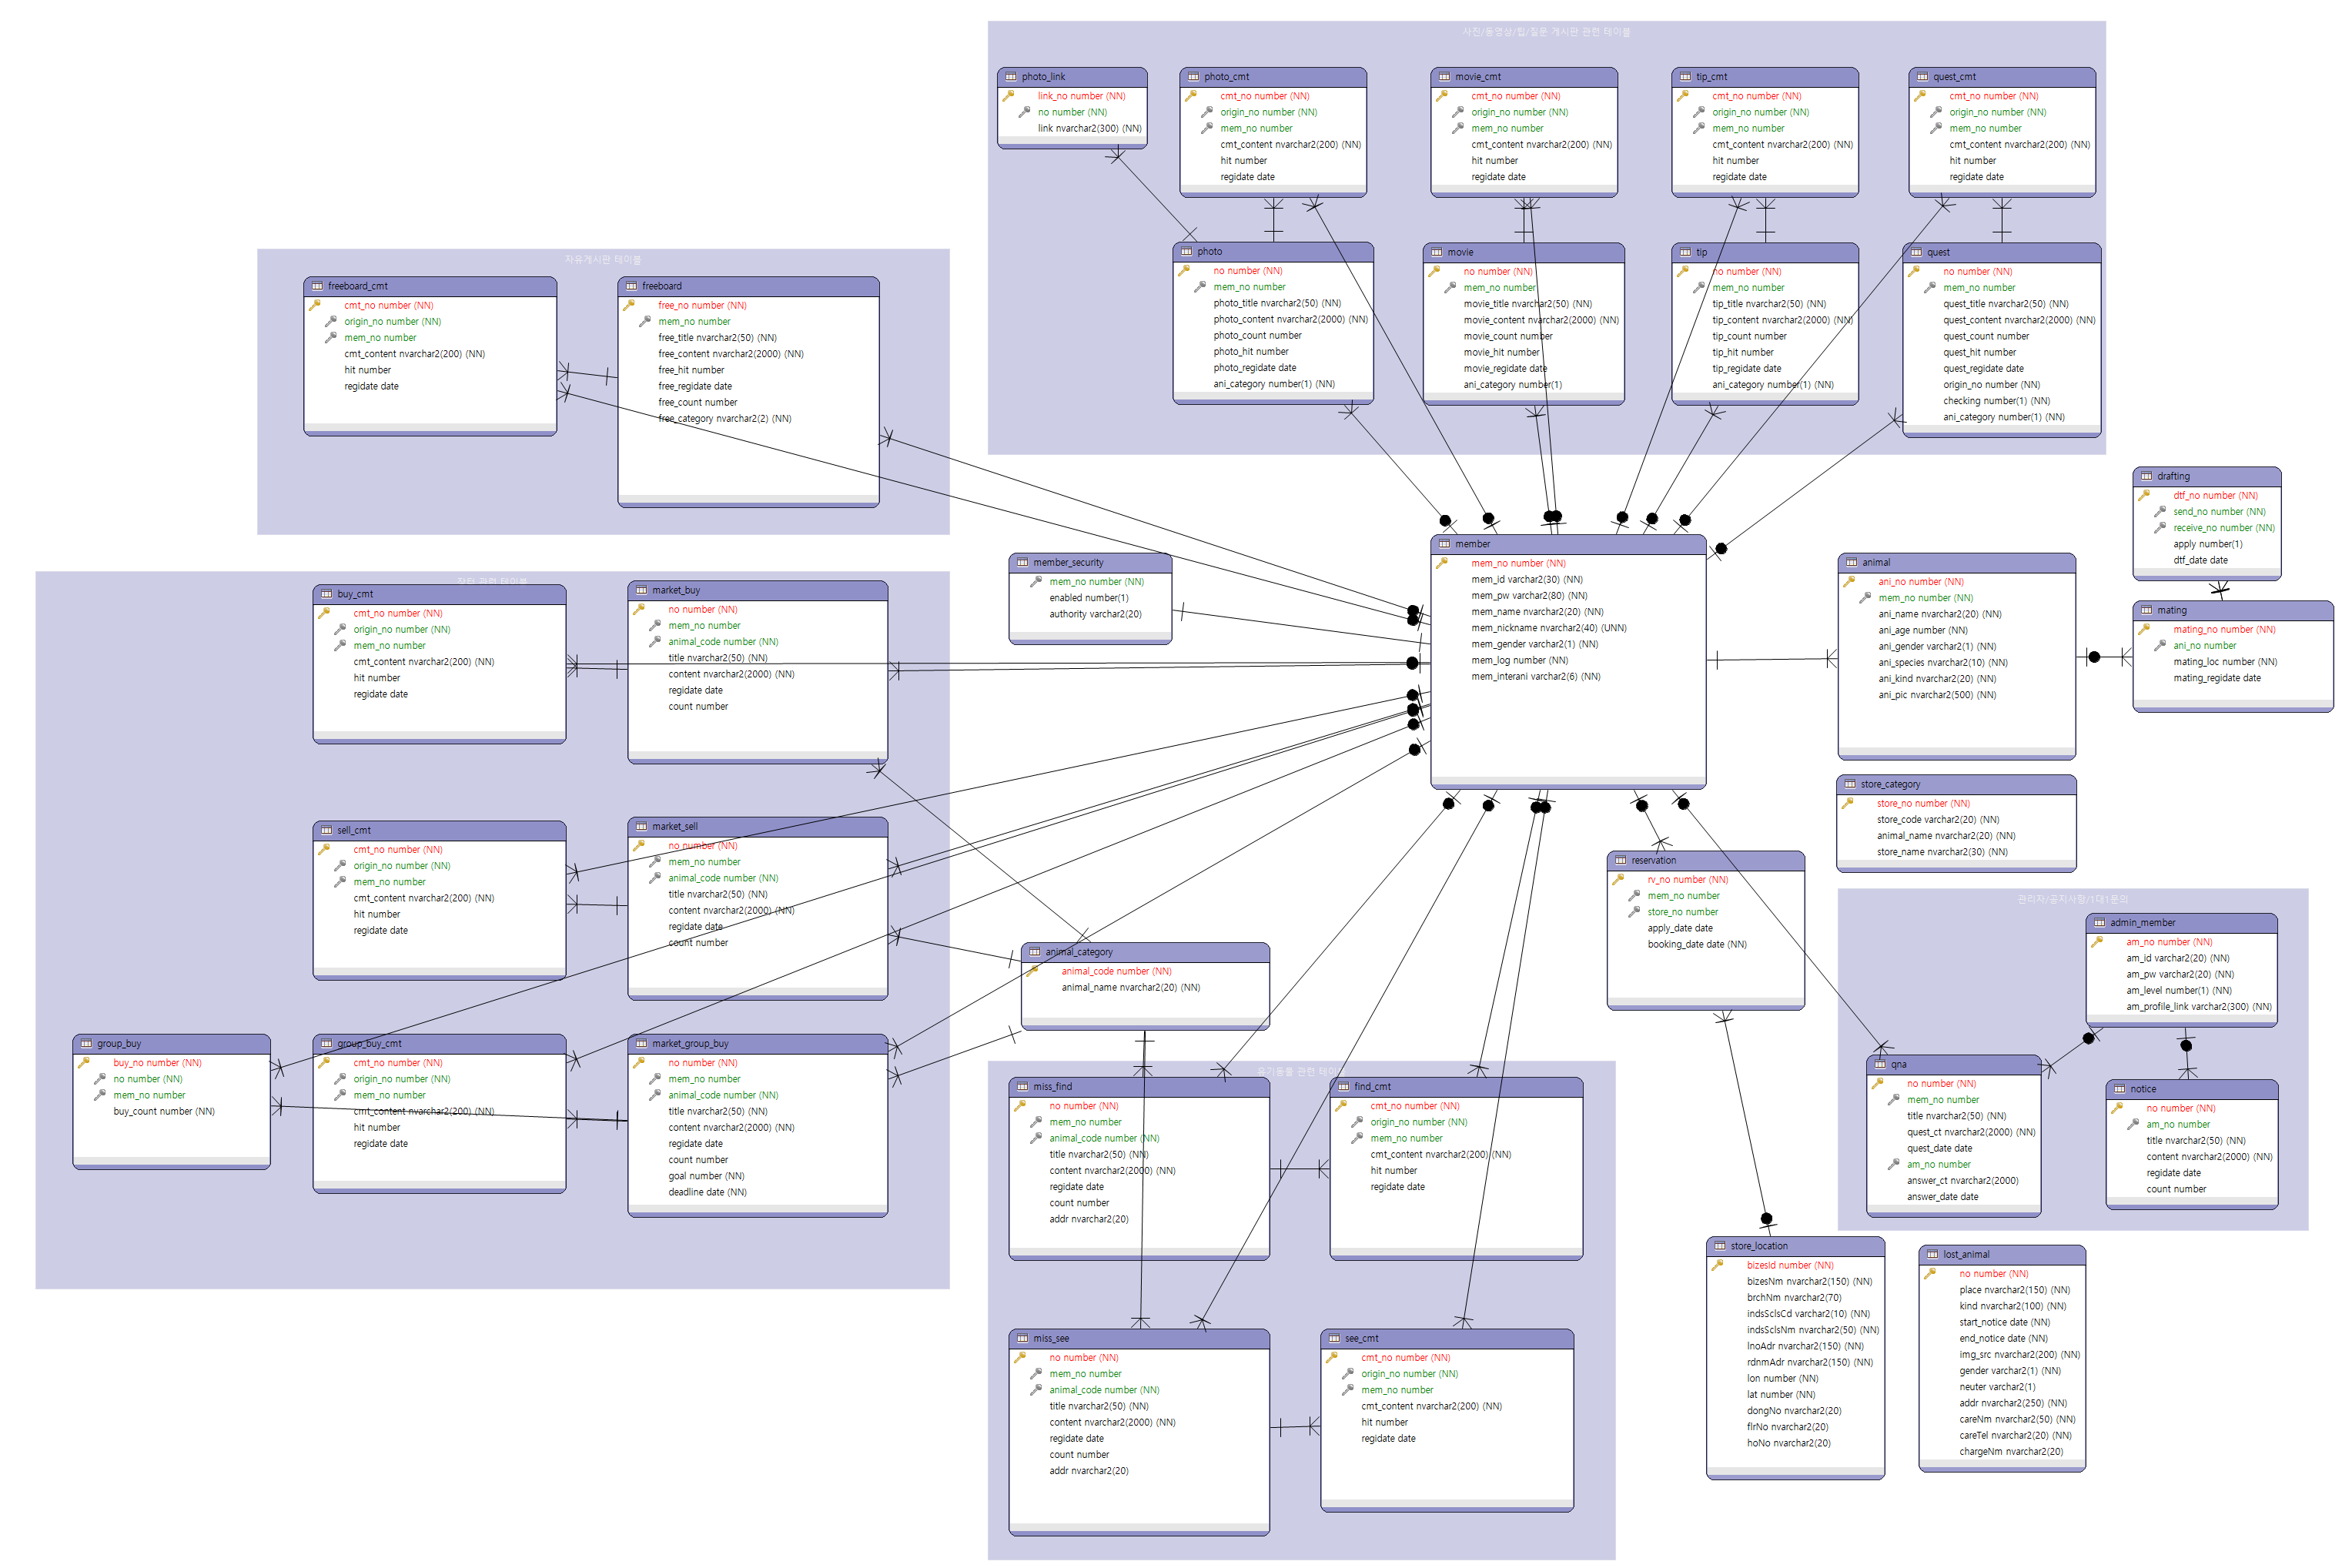 사진/동영상/팁/질문 게시판 관련 테이블
photo_link
link_no number (NN)
no number (NN)
link nvarchar2(300) (NN)
photo_cmt
cmt_no number (NN)
origin_no number (NN)
mem_no number
cmt_content nvarchar2(200) (NN)
hit number
regidate date
movie_cmt
cmt_no number (NN)
origin_no number (NN)
mem_no number
cmt_content nvarchar2(200) (NN)
hit number
regidate date
tip_cmt
cmt_no number (NN)
origin_no number (NN)
mem_no number
cmt_content nvarchar2(200) (NN)
hit number
regidate date
quest_cmt
cmt_no number (NN)
origin_no number (NN)
mem_no number
cmt_content nvarchar2(200) (NN)
hit number
regidate date
photo
no number (NN)
mem_no number
photo_title nvarchar2(50) (NN)
photo_content nvarchar2(2000) (NN)
photo_count number
photo_hit number
photo_regidate date
ani_category number(1) (NN)
movie
no number (NN)
mem_no number
movie_title nvarchar2(50) (NN)
movie_content nvarchar2(2000) (NN)
movie_count number
movie_hit number
movie_regidate date
ani_category number(1)
tip
no number (NN)
mem_no number
tip_title nvarchar2(50) (NN)
tip_content nvarchar2(2000) (NN)
tip_count number
tip_hit number
tip_regidate date
ani_category number(1) (NN)
quest
no number (NN)
mem_no number
quest_title nvarchar2(50) (NN)
quest_content nvarchar2(2000) (NN)
quest_count number
quest_hit number
quest_regidate date
origin_no number (NN)
checking number(1) (NN)
ani_category number(1) (NN)
자유게시판 테이블
freeboard_cmt
cmt_no number (NN)
origin_no number (NN)
mem_no number
cmt_content nvarchar2(200) (NN)
hit number
regidate date
freeboard
free_no number (NN)
mem_no number
free_title nvarchar2(50) (NN)
free_content nvarchar2(2000) (NN)
free_hit number
free_regidate date
free_count number
free_category nvarchar2(2) (NN)
drafting
dtf_no number (NN)
send_no number (NN)
receive_no number (NN)
apply number(1)
dtf_date date
member_security
mem_no number (NN)
enabled number(1)
authority varchar2(20)
member
mem_no number (NN)
mem_id varchar2(30) (NN)
mem_pw varchar2(80) (NN)
mem_name nvarchar2(20) (NN)
mem_nickname nvarchar2(40) (UNN)
mem_gender varchar2(1) (NN)
mem_log number (NN)
mem_interani varchar2(6) (NN)
animal
ani_no number (NN)
mem_no number (NN)
ani_name nvarchar2(20) (NN)
ani_age number (NN)
ani_gender varchar2(1) (NN)
ani_species nvarchar2(10) (NN)
ani_kind nvarchar2(20) (NN)
ani_pic nvarchar2(500) (NN)
mating
mating_no number (NN)
ani_no number
mating_loc number (NN)
mating_regidate date
장터 관련 테이블
buy_cmt
cmt_no number (NN)
origin_no number (NN)
mem_no number
cmt_content nvarchar2(200) (NN)
hit number
regidate date
market_buy
no number (NN)
mem_no number
animal_code number (NN)
title nvarchar2(50) (NN)
content nvarchar2(2000) (NN)
regidate date
count number
sell_cmt
cmt_no number (NN)
origin_no number (NN)
mem_no number
cmt_content nvarchar2(200) (NN)
hit number
regidate date
market_sell
no number (NN)
mem_no number
animal_code number (NN)
title nvarchar2(50) (NN)
content nvarchar2(2000) (NN)
regidate date
count number
group_buy
buy_no number (NN)
no number (NN)
mem_no number
buy_count number (NN)
group_buy_cmt
cmt_no number (NN)
origin_no number (NN)
mem_no number
cmt_content nvarchar2(200) (NN)
hit number
regidate date
market_group_buy
no number (NN)
mem_no number
animal_code number (NN)
title nvarchar2(50) (NN)
content nvarchar2(2000) (NN)
regidate date
count number
goal number (NN)
deadline date (NN)
animal_category
animal_code number (NN)
animal_name nvarchar2(20) (NN)
store_category
store_no number (NN)
store_code varchar2(20) (NN)
animal_name nvarchar2(20) (NN)
store_name nvarchar2(30) (NN)
reservation
rv_no number (NN)
mem_no number
store_no number
apply_date date
booking_date date (NN)
관리자/공지사항/1대1문의
admin_member
am_no number (NN)
am_id varchar2(20) (NN)
am_pw varchar2(20) (NN)
am_level number(1) (NN)
am_profile_link varchar2(300) (NN)
qna
no number (NN)
mem_no number
title nvarchar2(50) (NN)
quest_ct nvarchar2(2000) (NN)
quest_date date
am_no number
answer_ct nvarchar2(2000)
answer_date date
notice
no number (NN)
am_no number
title nvarchar2(50) (NN)
content nvarchar2(2000) (NN)
regidate date
count number
유기동물 관련 테이블
miss_find
no number (NN)
mem_no number
animal_code number (NN)
title nvarchar2(50) (NN)
content nvarchar2(2000) (NN)
regidate date
count number
addr nvarchar2(20)
find_cmt
cmt_no number (NN)
origin_no number (NN)
mem_no number
cmt_content nvarchar2(200) (NN)
hit number
regidate date
miss_see
no number (NN)
mem_no number
animal_code number (NN)
title nvarchar2(50) (NN)
content nvarchar2(2000) (NN)
regidate date
count number
addr nvarchar2(20)
see_cmt
cmt_no number (NN)
origin_no number (NN)
mem_no number
cmt_content nvarchar2(200) (NN)
hit number
regidate date
store_location
bizesId number (NN)
bizesNm nvarchar2(150) (NN)
brchNm nvarchar2(70)
indsSclsCd varchar2(10) (NN)
indsSclsNm nvarchar2(50) (NN)
lnoAdr nvarchar2(150) (NN)
rdnmAdr nvarchar2(150) (NN)
lon number (NN)
lat number (NN)
dongNo nvarchar2(20)
flrNo nvarchar2(20)
hoNo nvarchar2(20)
lost_animal
no number (NN)
place nvarchar2(150) (NN)
kind nvarchar2(100) (NN)
start_notice date (NN)
end_notice date (NN)
img_src nvarchar2(200) (NN)
gender varchar2(1) (NN)
neuter varchar2(1)
addr nvarchar2(250) (NN)
careNm nvarchar2(50) (NN)
careTel nvarchar2(20) (NN)
chargeNm nvarchar2(20)